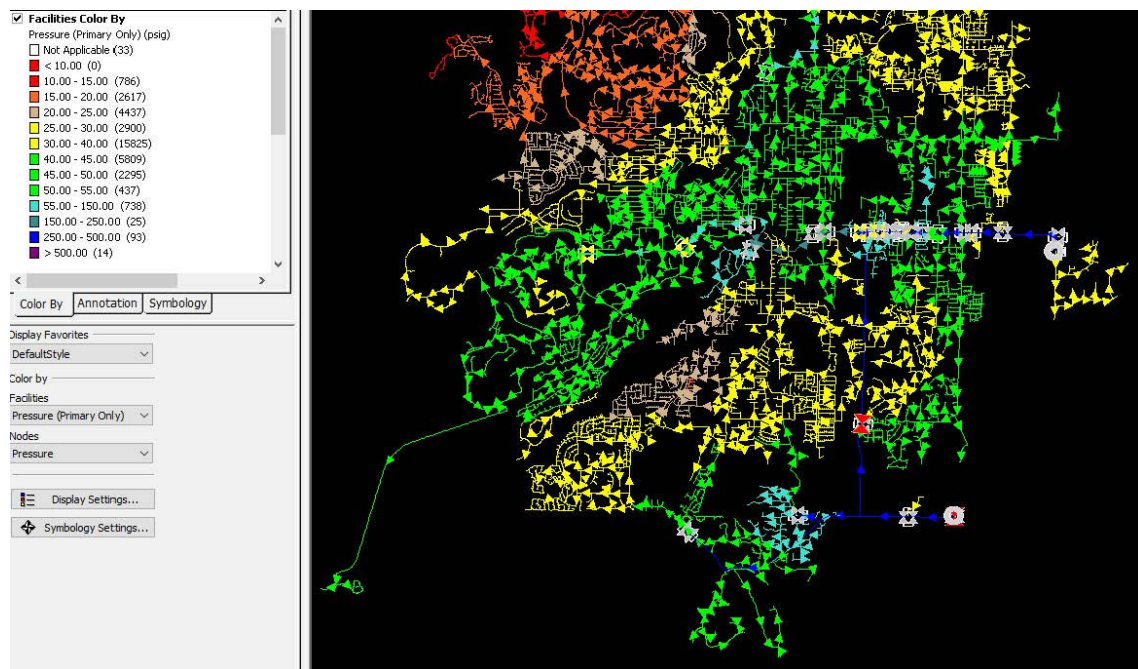 Facilities Color By
Pressure (Primary Only) (psig)
Not Applicable (33)
< 10.00 (0)
10.00 - 15.00 (786)
15.00 - 20.00 (2617)
20.00 - 25.00 (4437)
25.00 - 30.00 (2900)
30.00 - 40.00 (15825)
40.00 - 45.00 (5809)
45.00 - 50.00 (2295)
50.00 - 55.00 (437)
55.00 - 150.00 (738)
150.00 - 250.00 (25)
250.00 - 500.00 (93)
> 500.00 (14)
Color By Annotation Symbology
Display Favorites
DefaultStyle
Color by
Facilities
Pressure (Primary Only)
Nodes
Pressure
Display Settings...
Symbology Settings...